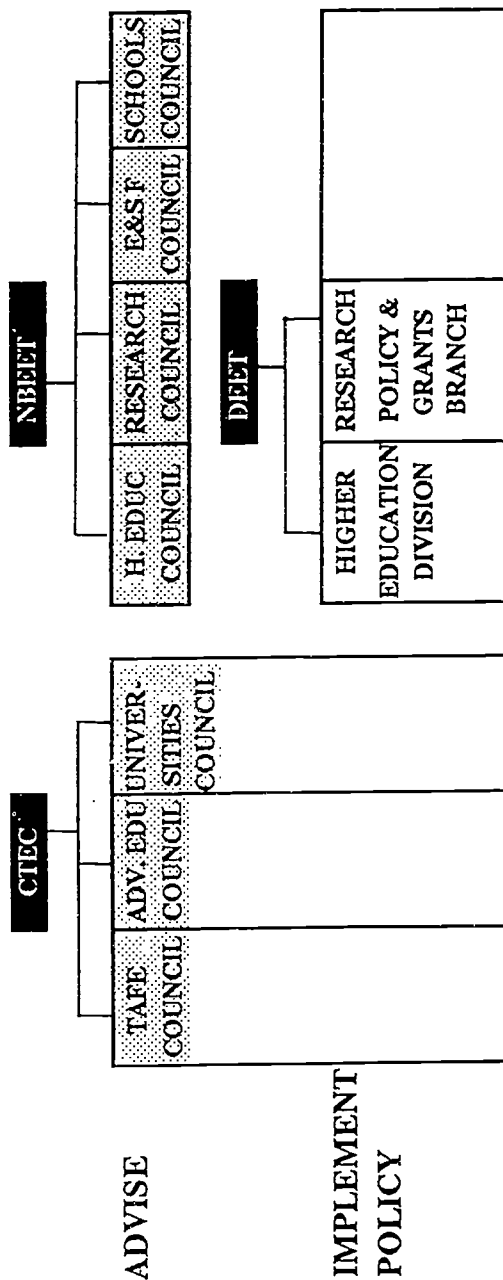 CTEC
NBEET
TAFE
COUNCIL
ADV. EDU
COUNCIL
UNIVER-
SITIES
COUNCIL
H. EDUC
COUNCIL
RESEARCH
COUNCIL
E&S.F
COUNCIL
SCHOOLS
COUNCIL
ADVISE
DEET
HIGHER
EDUCATION
DIVISION
RESEARCH
POLICY &
GRANTS
BRANCH
IMPLEMENT
POLICY